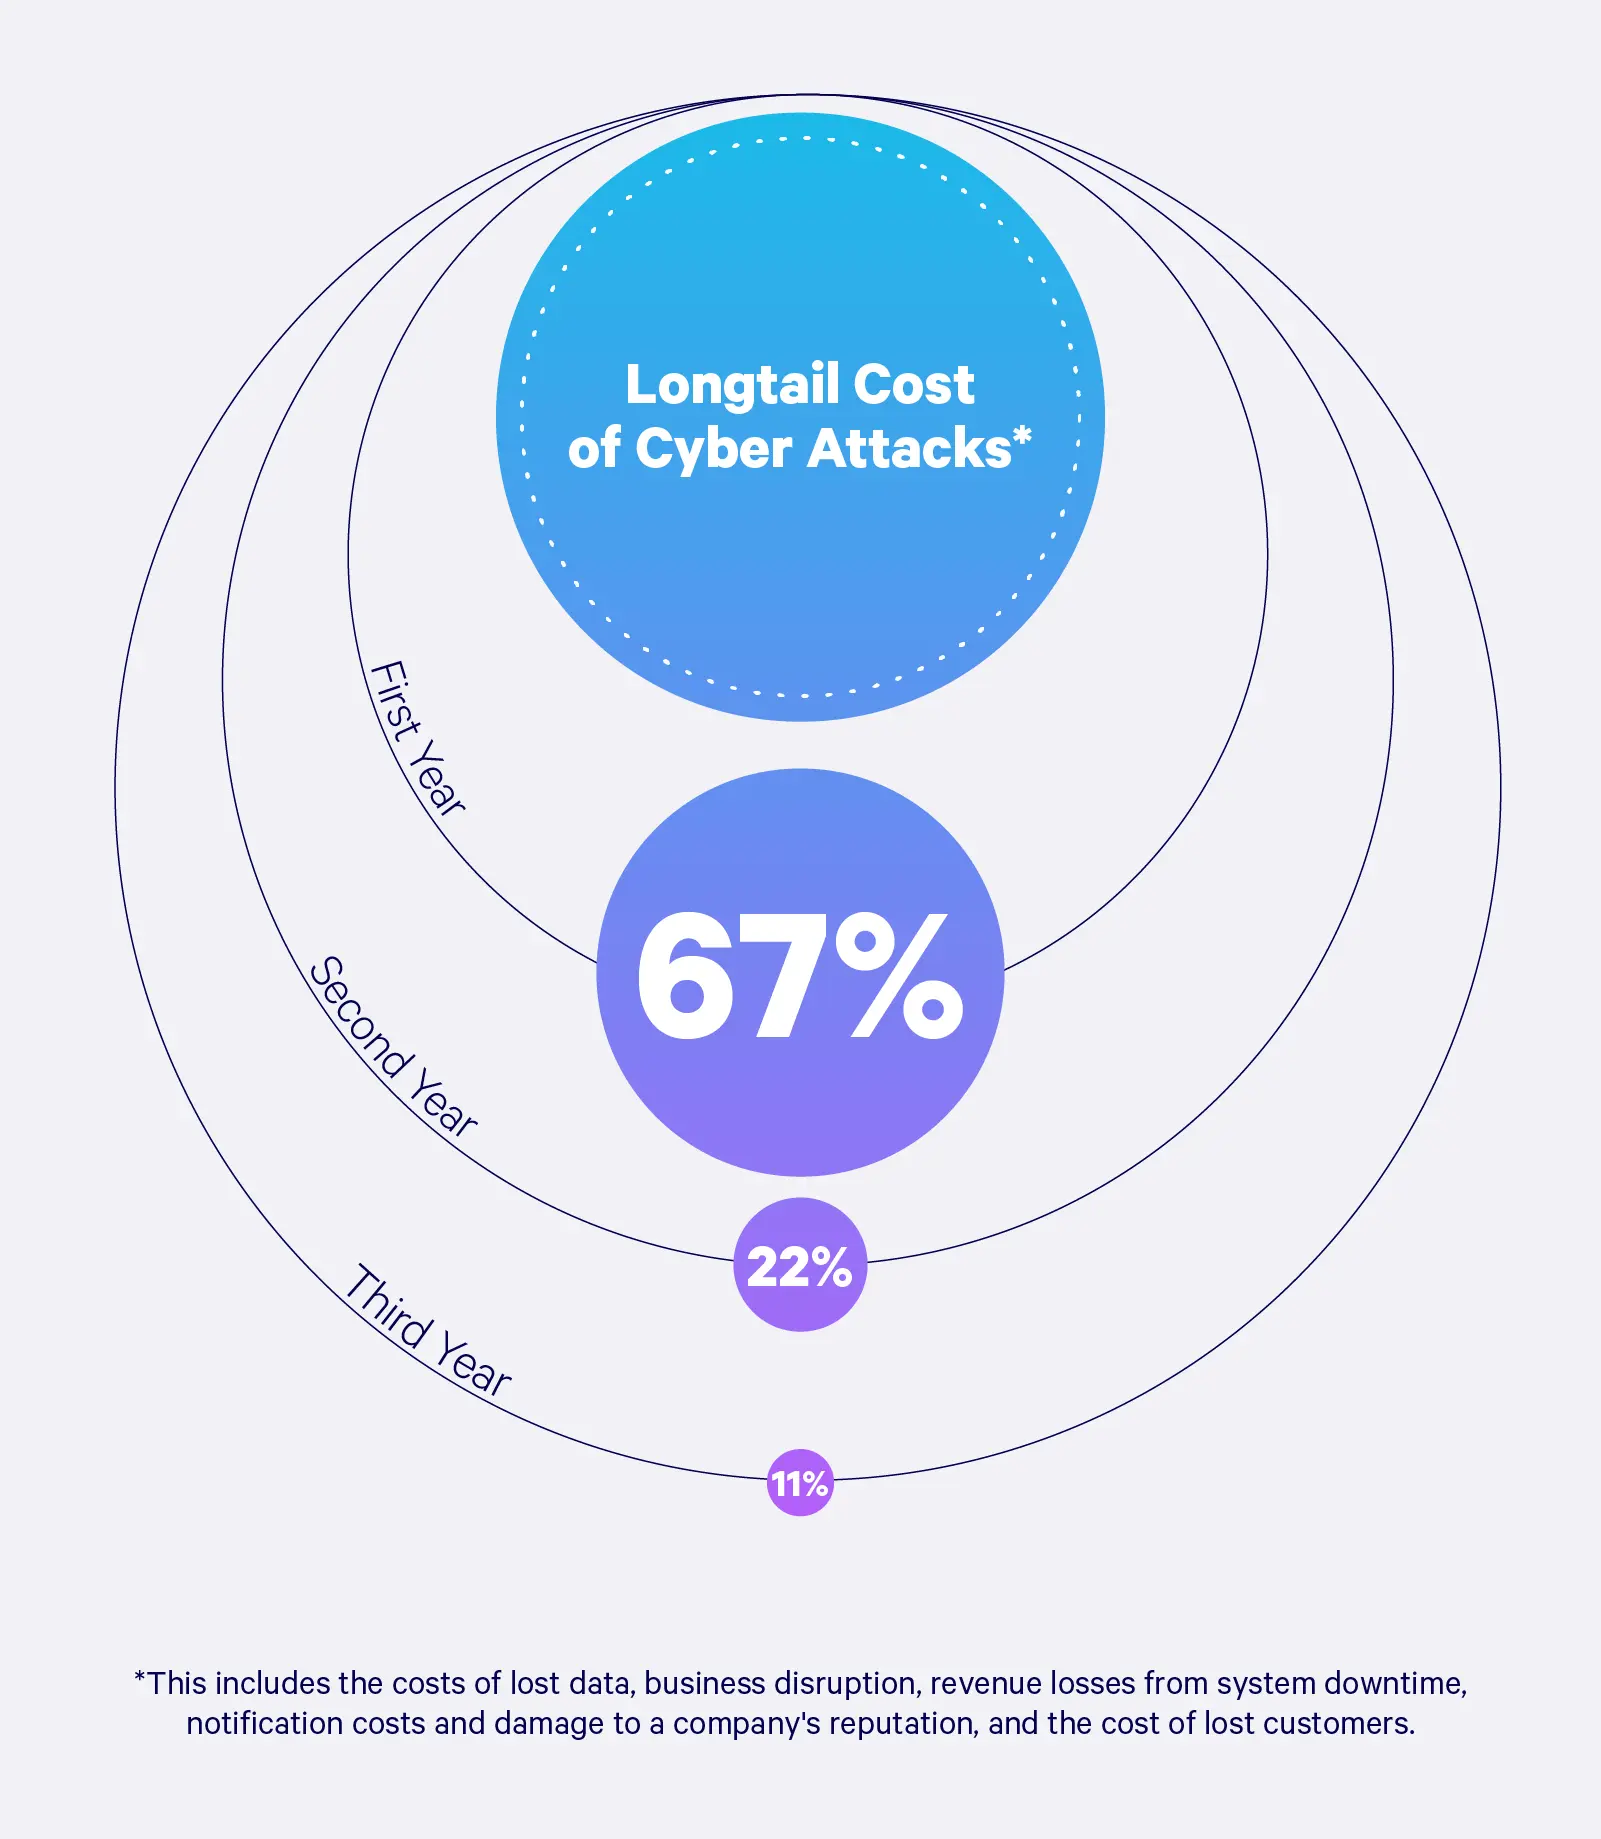 Longtail Cost
of Cyber Attacks*
First Year
67%
Second Year
22%
Third Year
11%
*This includes the costs of lost data, business disruption, revenue losses from system downtime,
notification costs and damage to a company's reputation, and the cost of lost customers.